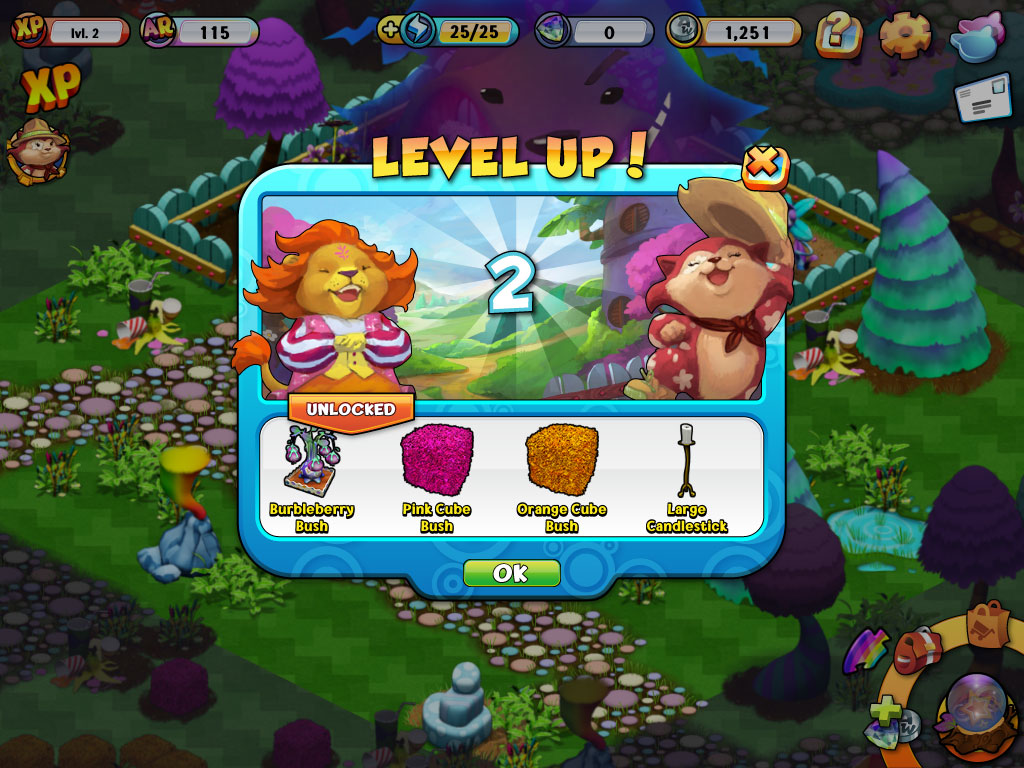 XP lvl. 2 AR 115 25/25 0 W 1,251 ?
XP
LEVEL UP!
2
UNLOCKED
Burbleberry Bush
Pink Cube Bush
Orange Cube Bush
Large Candlestick
OK
W